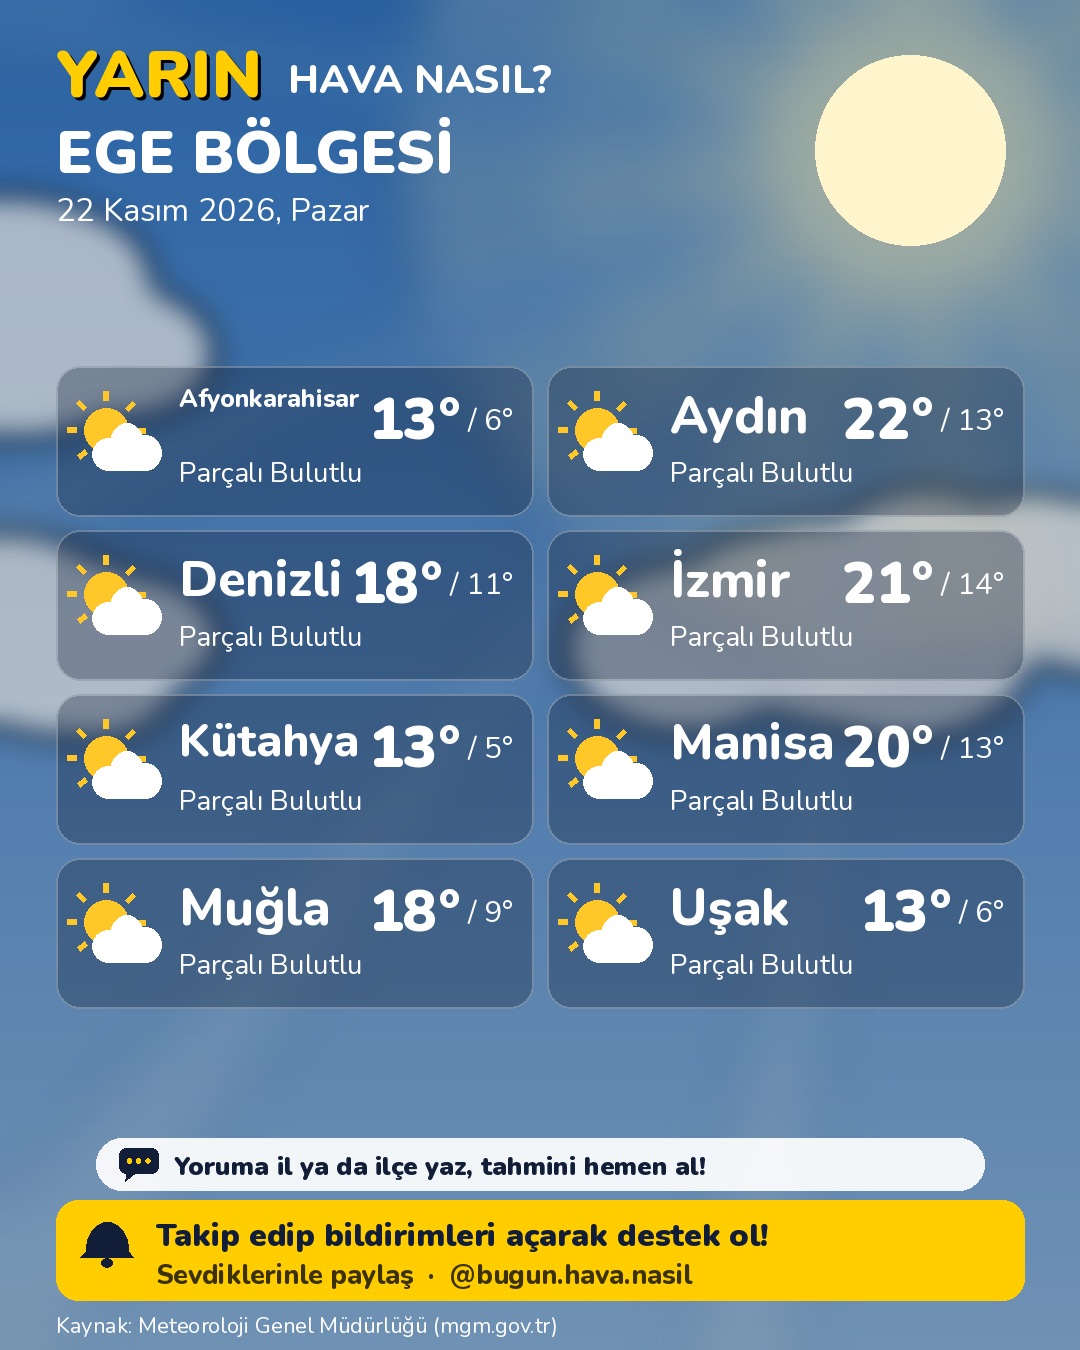 YARIN HAVA NASIL?
EGE BÖLGESİ
22 Kasım 2026, Pazar
Afyonkarahisar 13° / 6°
Parçalı Bulutlu
Aydın 22° / 13°
Parçalı Bulutlu
Denizli 18° / 11°
Parçalı Bulutlu
İzmir 21° / 14°
Parçalı Bulutlu
Kütahya 13° / 5°
Parçalı Bulutlu
Manisa 20° / 13°
Parçalı Bulutlu
Muğla 18° / 9°
Parçalı Bulutlu
Uşak 13° / 6°
Parçalı Bulutlu
Yoruma il ya da ilçe yaz, tahmini hemen al!
Takip edip bildirimleri açarak destek ol!
Sevdiklerinle paylaş · @bugun.hava.nasil
Kaynak: Meteoroloji Genel Müdürlüğü (mgm.gov.tr)